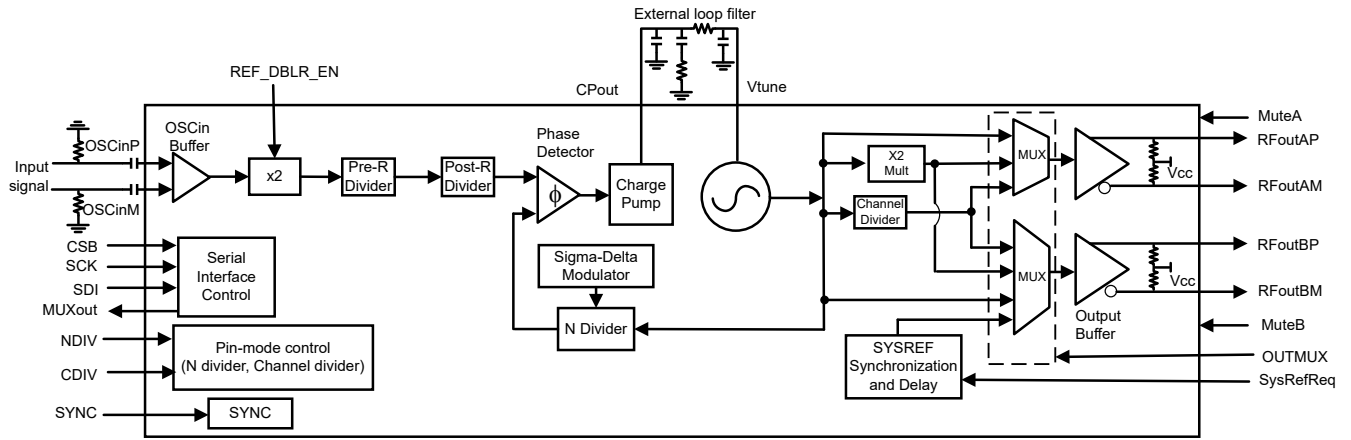 External loop filter
REF_DBLR_EN
CPout
Vtune
OSCinP
OSCin
Buffer
Input
signal
OSCinM
x2
Pre-R
Divider
Post-R
Divider
Phase
Detector
ϕ
Charge
Pump
X2
Mult
Channel
Divider
MUX
Vcc
MuteA
RFoutAP
RFoutAM
CSB
SCK
SDI
MUXout
Serial
Interface
Control
Sigma-Delta
Modulator
N Divider
MUX
Output
Buffer
Vcc
RFoutBP
RFoutBM
MuteB
NDIV
CDIV
Pin-mode control
(N divider, Channel divider)
SYSREF
Synchronization
and Delay
OUTMUX
SysRefReq
SYNC
SYNC